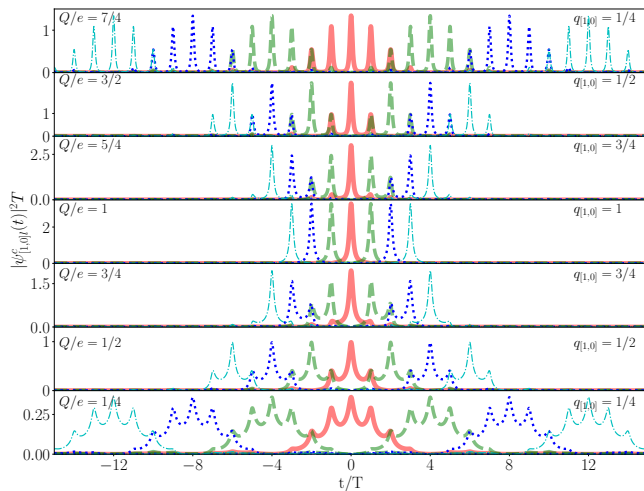 Q/e = 7/4 q[1,0] = 1/4
1
0
Q/e = 3/2 q[1,0] = 1/2
1
0
Q/e = 5/4 q[1,0] = 3/4
2.5
0.0
Q/e = 1 q[1,0] = 1
2
0
|ψ^c_[1,0]l(t)|²T
Q/e = 3/4 q[1,0] = 3/4
1.5
0.0
Q/e = 1/2 q[1,0] = 1/2
1
0
Q/e = 1/4 q[1,0] = 1/4
0.25
0.00
−12 −8 −4 0 4 8 12
t/T